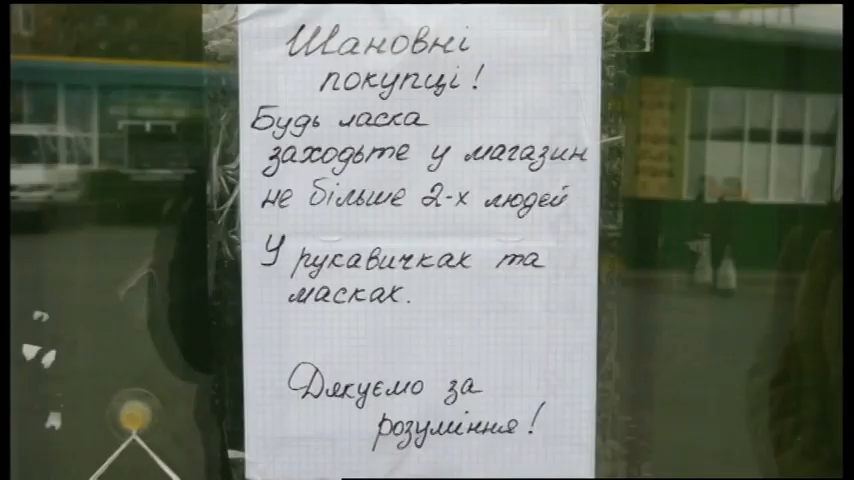 Шановні
покупці!
Будь ласка
заходьте у магазин
не більше 2-х людей
У рукавичках та
масках.
Дякуємо за
розуміння!